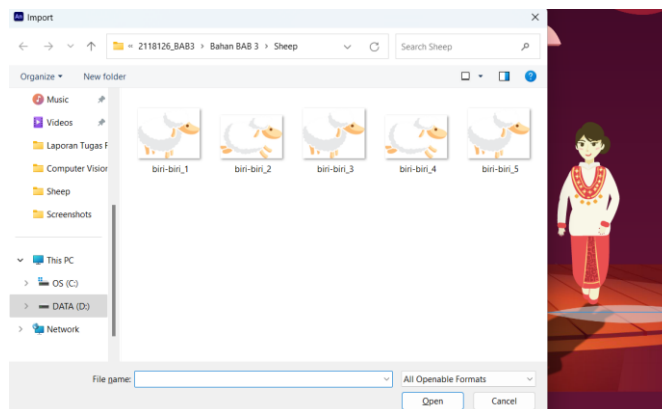 An Import
« 2118126_BAB3 > Bahan BAB 3 > Sheep
Search Sheep
Organize
New folder
Music
Videos
Laporan Tugas F
Computer Vision
Sheep
Screenshots
This PC
OS (C:)
DATA (D:)
Network
biri-biri_1
biri-biri_2
biri-biri_3
biri-biri_4
biri-biri_5
File name:
All Openable Formats
Open
Cancel